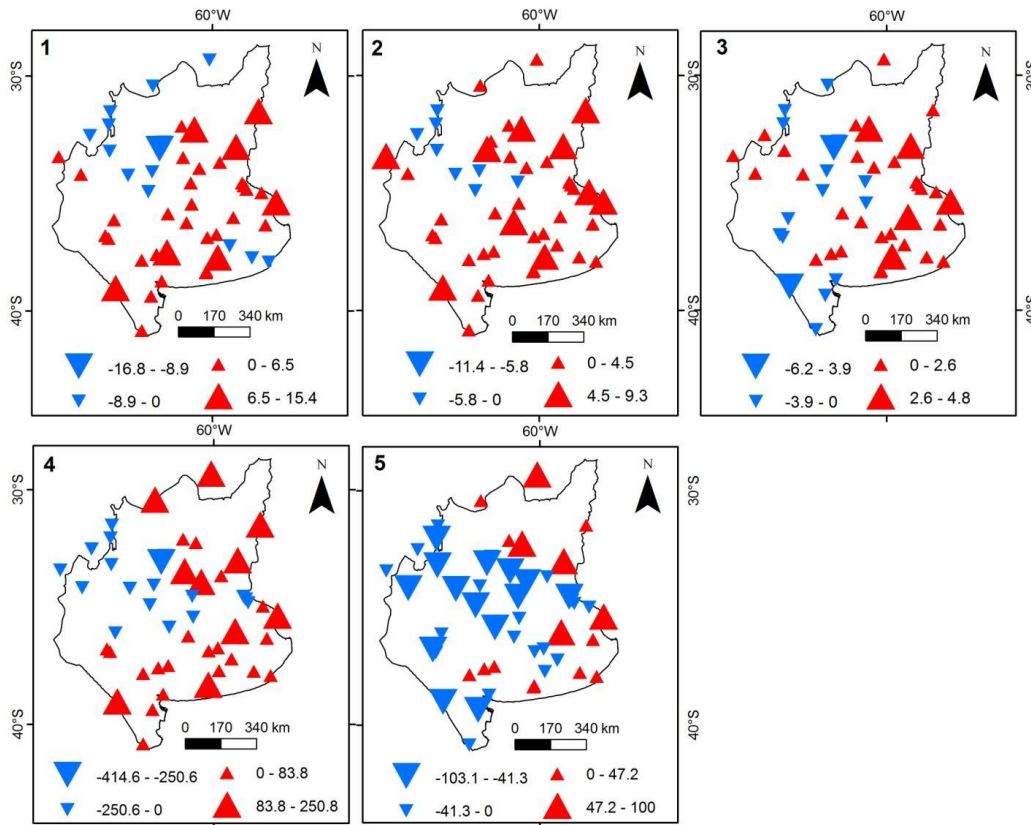 60°W 60°W 60°W
1 N 2 N 3 N
30°S 30°S
40°S 40°S
0 170 340 km 0 170 340 km 0 170 340 km
-16.8 - -8.9 0 - 6.5 -11.4 - -5.8 0 - 4.5 -6.2 - -3.9 0 - 2.6
-8.9 - 0 6.5 - 15.4 -5.8 - 0 4.5 - 9.3 -3.9 - 0 2.6 - 4.8
60°W 60°W
4 N 5 N
30°S 30°S
40°S 40°S
0 170 340 km 0 170 340 km
-414.6 - -250.6 0 - 83.8 -103.1 - -41.3 0 - 47.2
-250.6 - 0 83.8 - 250.8 -41.3 - 0 47.2 - 100